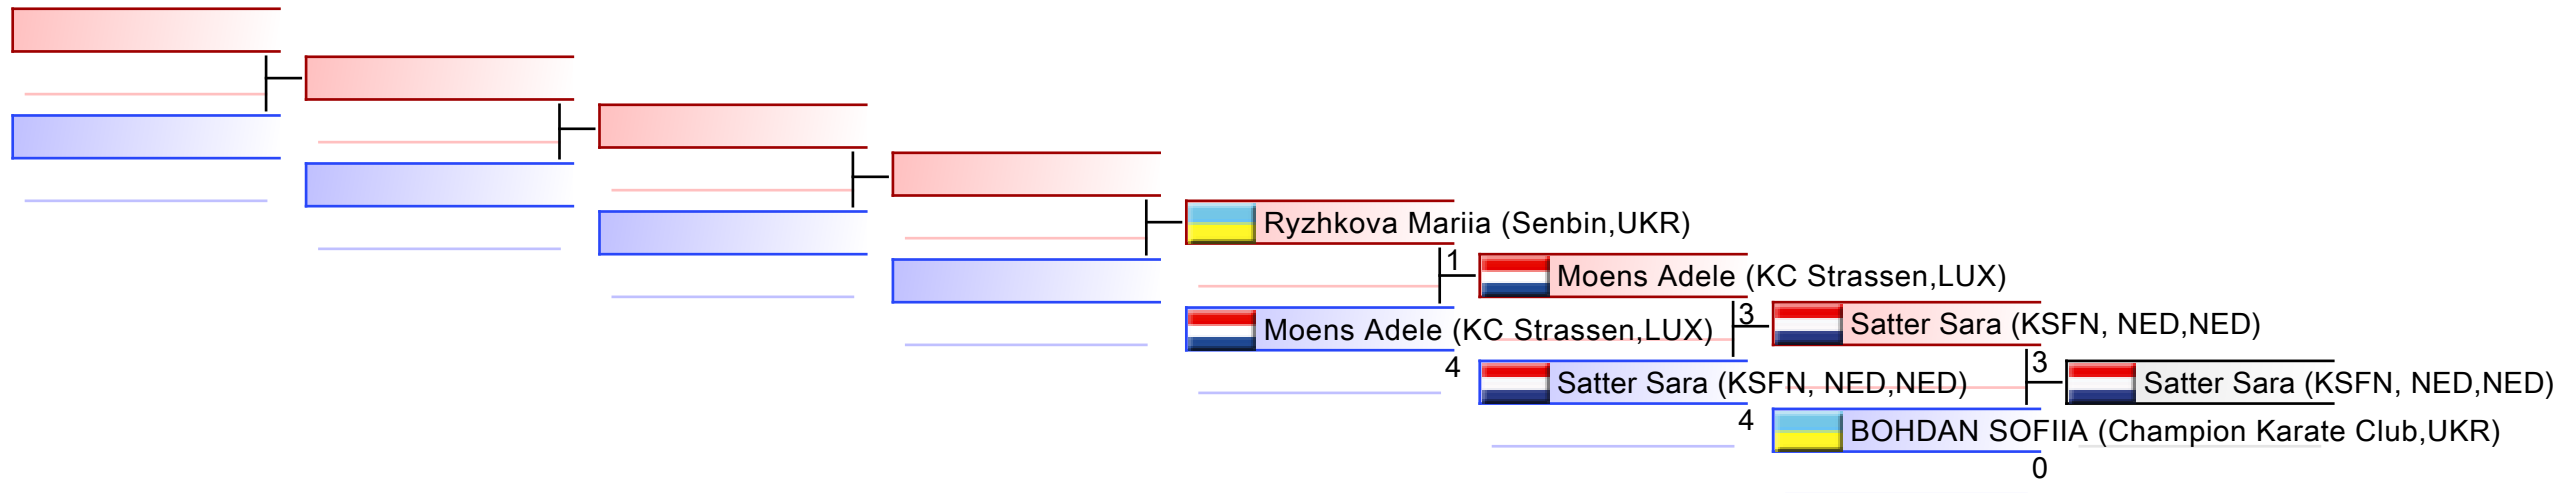 Ryzhkova Mariia (Senbin,UKR)
1
Moens Adele (KC Strassen,LUX)
4
Moens Adele (KC Strassen,LUX)
3
Satter Sara (KSFN, NED,NED)
4
Satter Sara (KSFN, NED,NED)
3
BOHDAN SOFIIA (Champion Karate Club,UKR)
0
Satter Sara (KSFN, NED,NED)